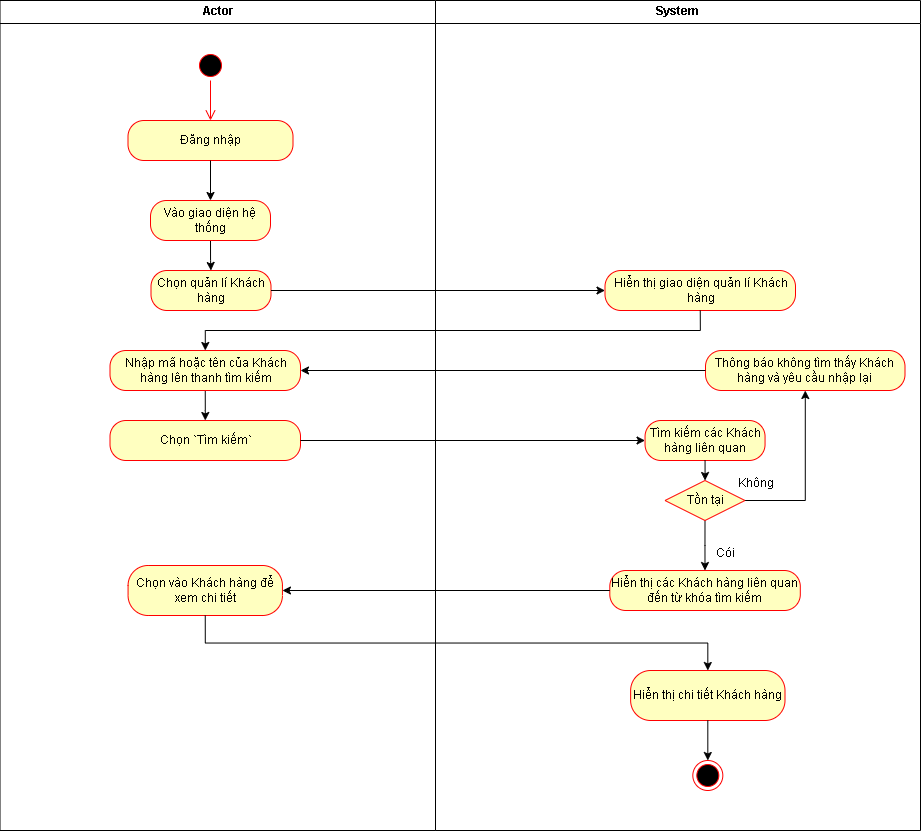 Actor
System
Đăng nhập
Vào giao diện hệ
thống
Chọn quản lí Khách
hàng
Hiển thị giao diện quản lí Khách
hàng
Nhập mã hoặc tên của Khách
hàng lên thanh tìm kiếm
Thông báo không tìm thấy Khách
hàng và yêu cầu nhập lại
Chọn `Tìm kiếm`
Tìm kiếm các Khách
hàng liên quan
Không
Tồn tại
Cói
Chọn vào Khách hàng để
xem chi tiết
Hiển thị các Khách hàng liên quan
đến từ khóa tìm kiếm
Hiển thị chi tiết Khách hàng